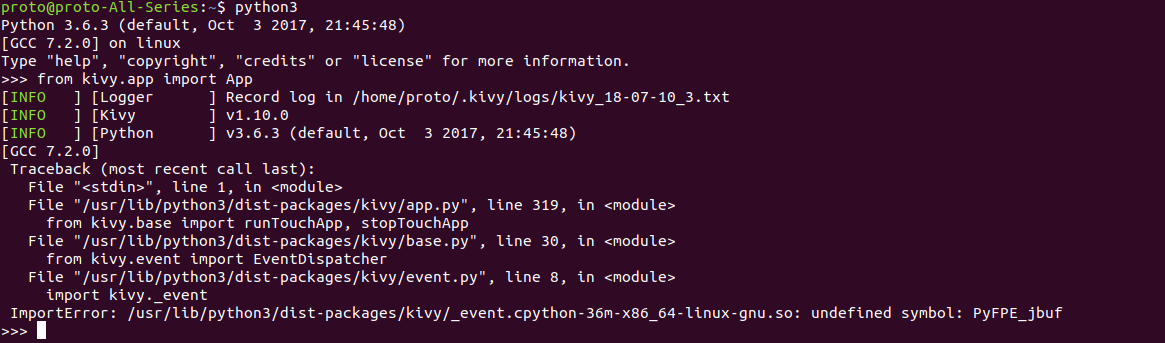 proto@proto-All-Series:~$ python3
Python 3.6.3 (default, Oct  3 2017, 21:45:48)
[GCC 7.2.0] on linux
Type "help", "copyright", "credits" or "license" for more information.
>>> from kivy.app import App
[INFO   ] [Logger      ] Record log in /home/proto/.kivy/logs/kivy_18-07-10_3.txt
[INFO   ] [Kivy        ] v1.10.0
[INFO   ] [Python      ] v3.6.3 (default, Oct  3 2017, 21:45:48)
[GCC 7.2.0]
 Traceback (most recent call last):
   File "<stdin>", line 1, in <module>
   File "/usr/lib/python3/dist-packages/kivy/app.py", line 319, in <module>
     from kivy.base import runTouchApp, stopTouchApp
   File "/usr/lib/python3/dist-packages/kivy/base.py", line 30, in <module>
     from kivy.event import EventDispatcher
   File "/usr/lib/python3/dist-packages/kivy/event.py", line 8, in <module>
     import kivy._event
 ImportError: /usr/lib/python3/dist-packages/kivy/_event.cpython-36m-x86_64-linux-gnu.so: undefined symbol: PyFPE_jbuf
>>>